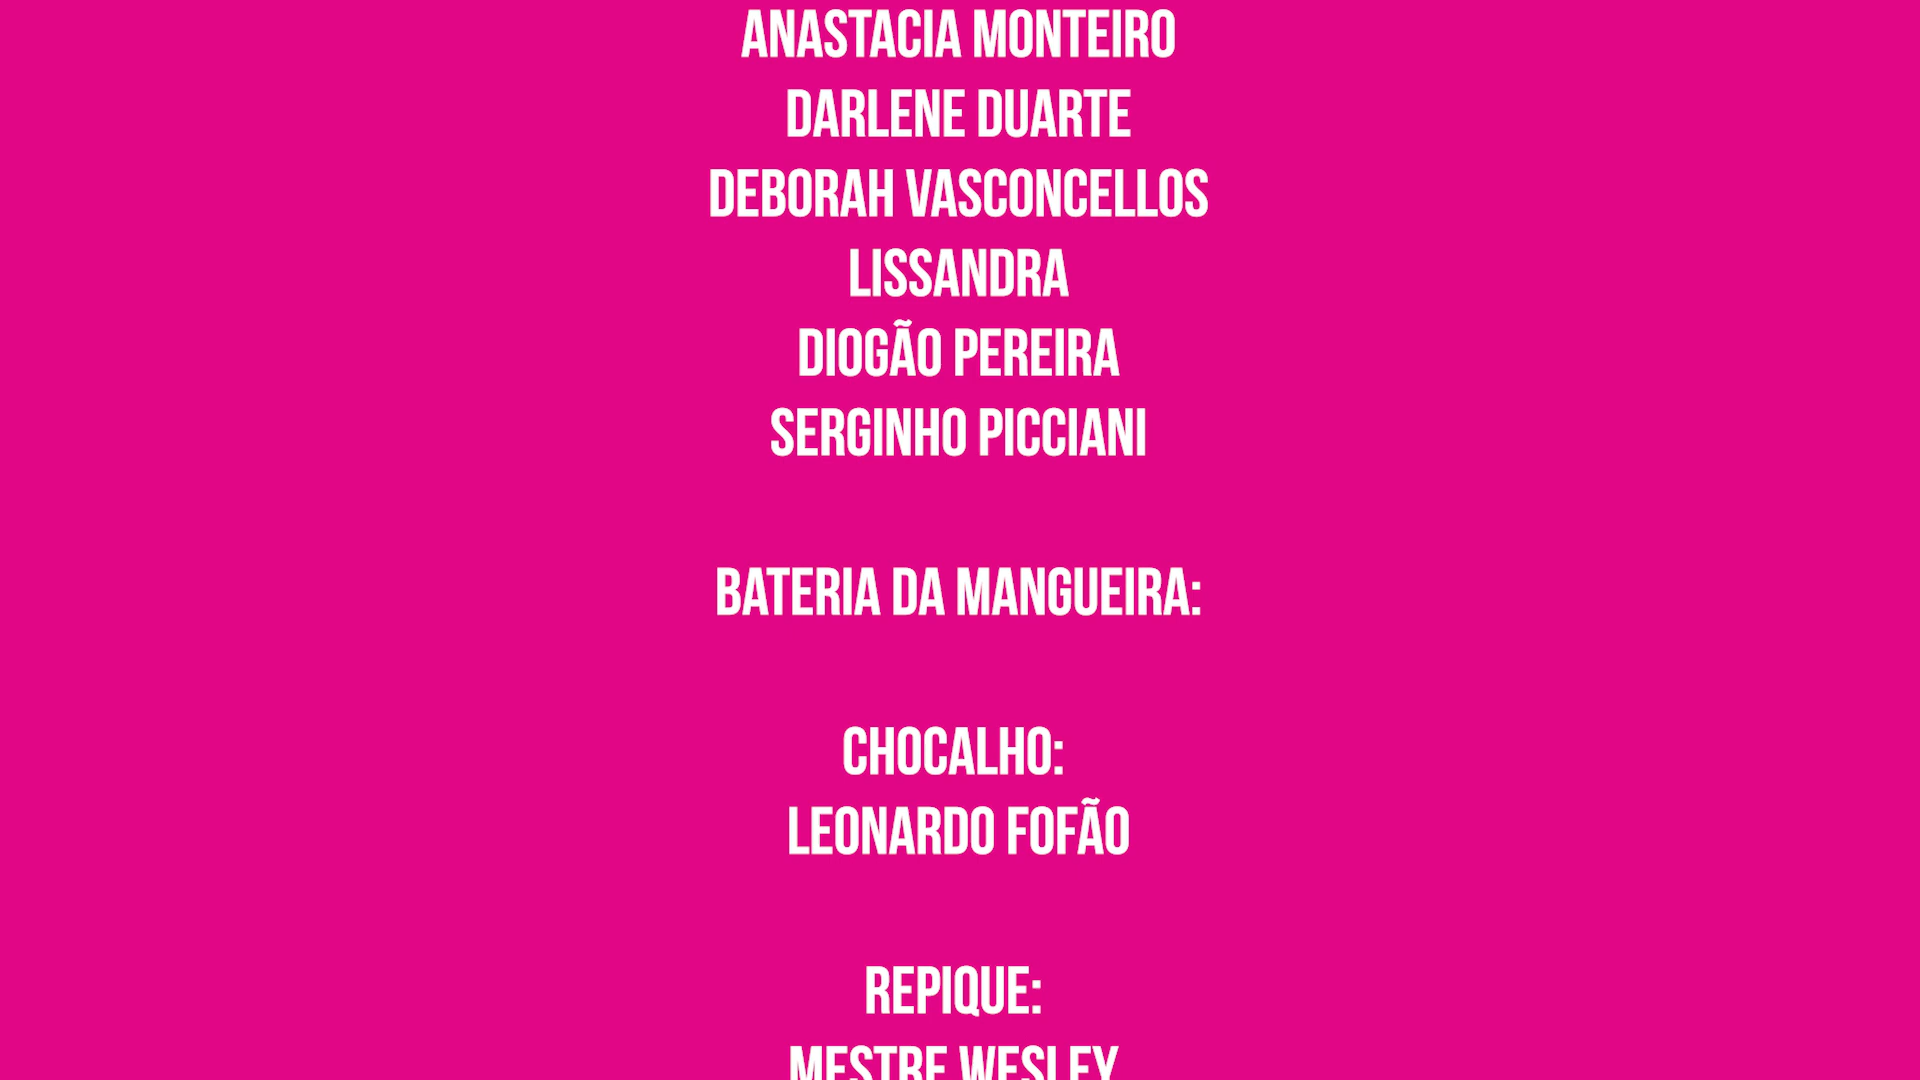 ANASTACIA MONTEIRO
DARLENE DUARTE
DEBORAH VASCONCELLOS
LISSANDRA
DIOGÃO PEREIRA
SERGINHO PICCIANI
BATERIA DA MANGUEIRA:
CHOCALHO:
LEONARDO FOFÃO
REPIQUE:
MESTRE WESLEY